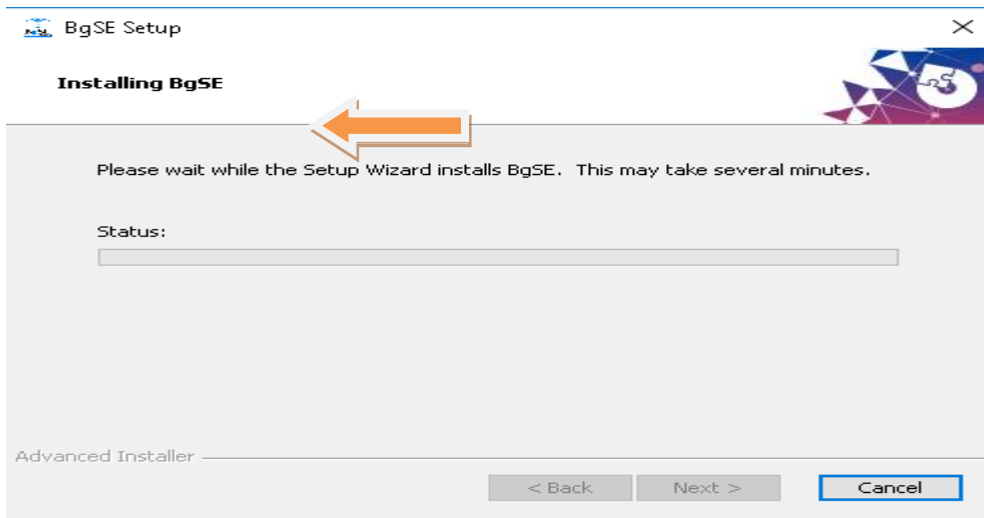 BgSE Setup
Installing BgSE
Please wait while the Setup Wizard installs BgSE.  This may take several minutes.
Status:
Advanced Installer
< Back
Next >
Cancel